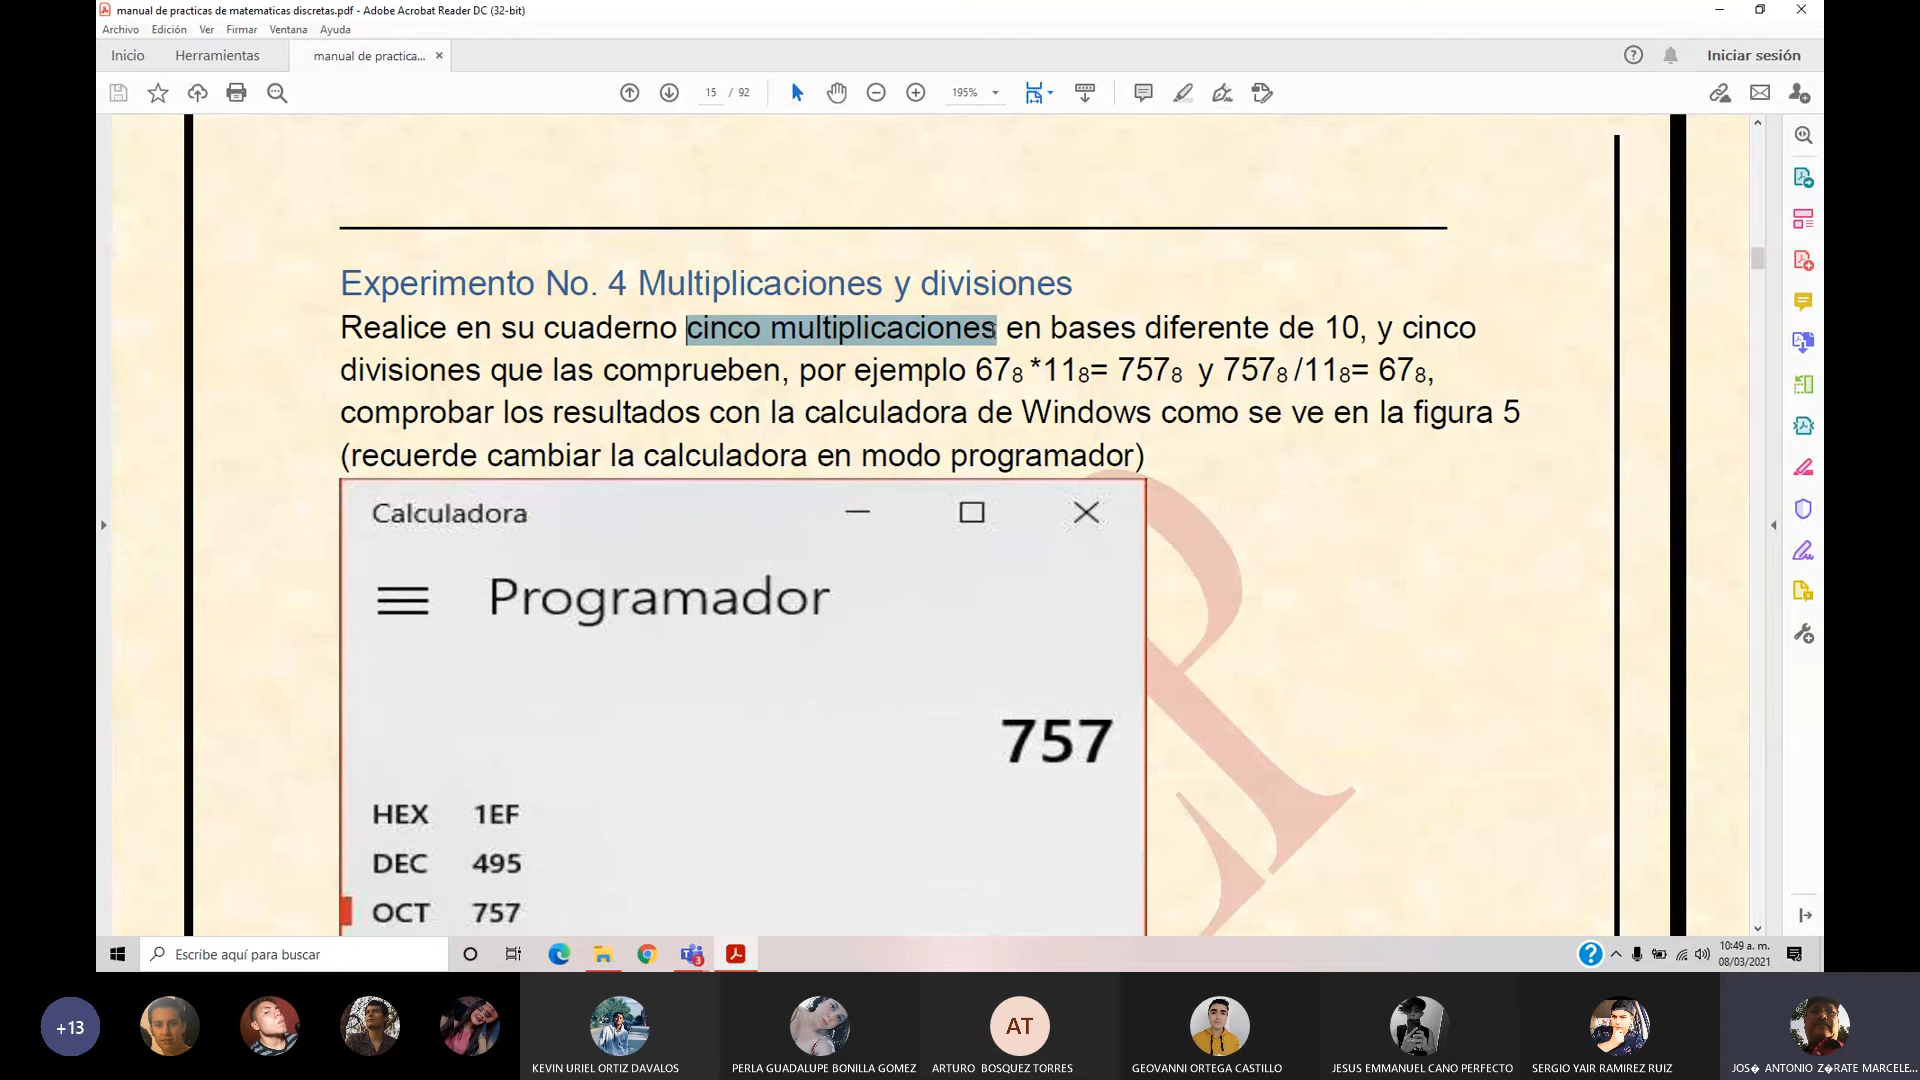 manual de practicas de matematicas discretas.pdf - Adobe Acrobat Reader DC (32-bit)
Archivo Edición Ver Firmar Ventana Ayuda
Inicio Herramientas manual de practica... × Iniciar sesión
15 / 92 195%
Experimento No. 4 Multiplicaciones y divisiones
Realice en su cuaderno cinco multiplicaciones en bases diferente de 10, y cinco
divisiones que las comprueben, por ejemplo 67₈ *11₈= 757₈ y 757₈ /11₈= 67₈,
comprobar los resultados con la calculadora de Windows como se ve en la figura 5
(recuerde cambiar la calculadora en modo programador)
Calculadora
Programador
757
HEX 1EF
DEC 495
OCT 757
Escribe aquí para buscar
3
10:49 a. m.
08/03/2021
+13
AT
KEVIN URIEL ORTIZ DAVALOS PERLA GUADALUPE BONILLA GOMEZ ARTURO BOSQUEZ TORRES GEOVANNI ORTEGA CASTILLO JESUS EMMANUEL CANO PERFECTO SERGIO YAIR RAMIREZ RUIZ JOS� ANTONIO Z�RATE MARCELE...